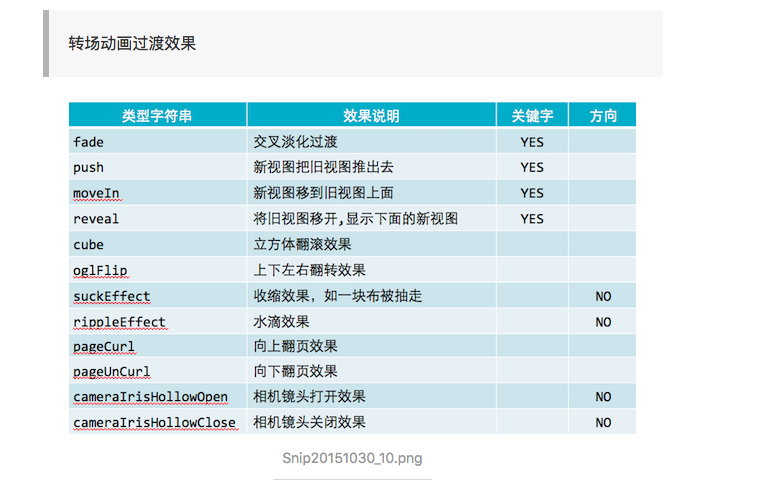 转场动画过渡效果
类型字符串 效果说明 关键字 方向
fade 交叉淡化过渡 YES
push 新视图把旧视图推出去 YES
moveIn 新视图移到旧视图上面 YES
reveal 将旧视图移开,显示下面的新视图 YES
cube 立方体翻滚效果
oglFlip 上下左右翻转效果
suckEffect 收缩效果，如一块布被抽走 NO
rippleEffect 水滴效果 NO
pageCurl 向上翻页效果
pageUnCurl 向下翻页效果
cameraIrisHollowOpen 相机镜头打开效果 NO
cameraIrisHollowClose 相机镜头关闭效果 NO
Snip20151030_10.png